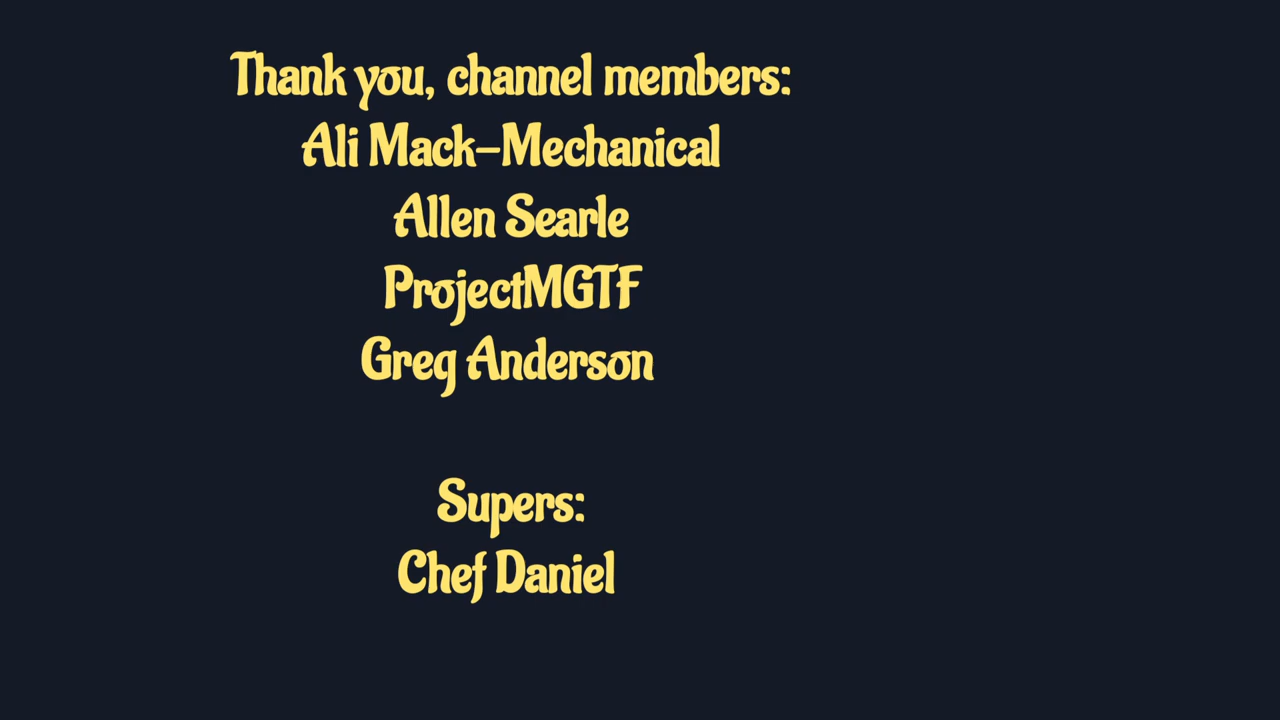 Thank you, channel members:
Ali Mack–Mechanical
Allen Searle
ProjectMGTF
Greg Anderson
Supers:
Chef Daniel